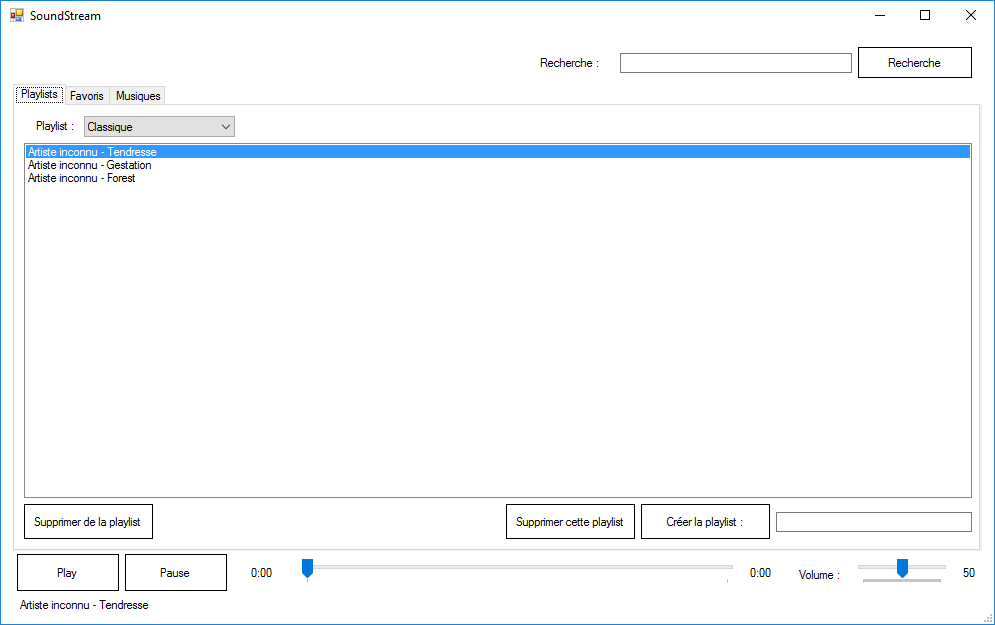 SoundStream
Recherche :
Recherche
Playlists Favoris Musiques
Playlist : Classique
Artiste inconnu - Tendresse
Artiste inconnu - Gestation
Artiste inconnu - Forest
Supprimer de la playlist Supprimer cette playlist Créer la playlist :
Play Pause 0:00 0:00 Volume : 50
Artiste inconnu - Tendresse